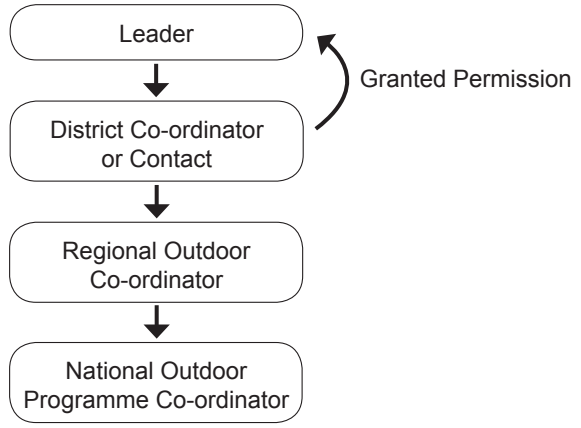 Leader
Granted Permission
District Co-ordinator
or Contact
Regional Outdoor
Co-ordinator
National Outdoor
Programme Co-ordinator